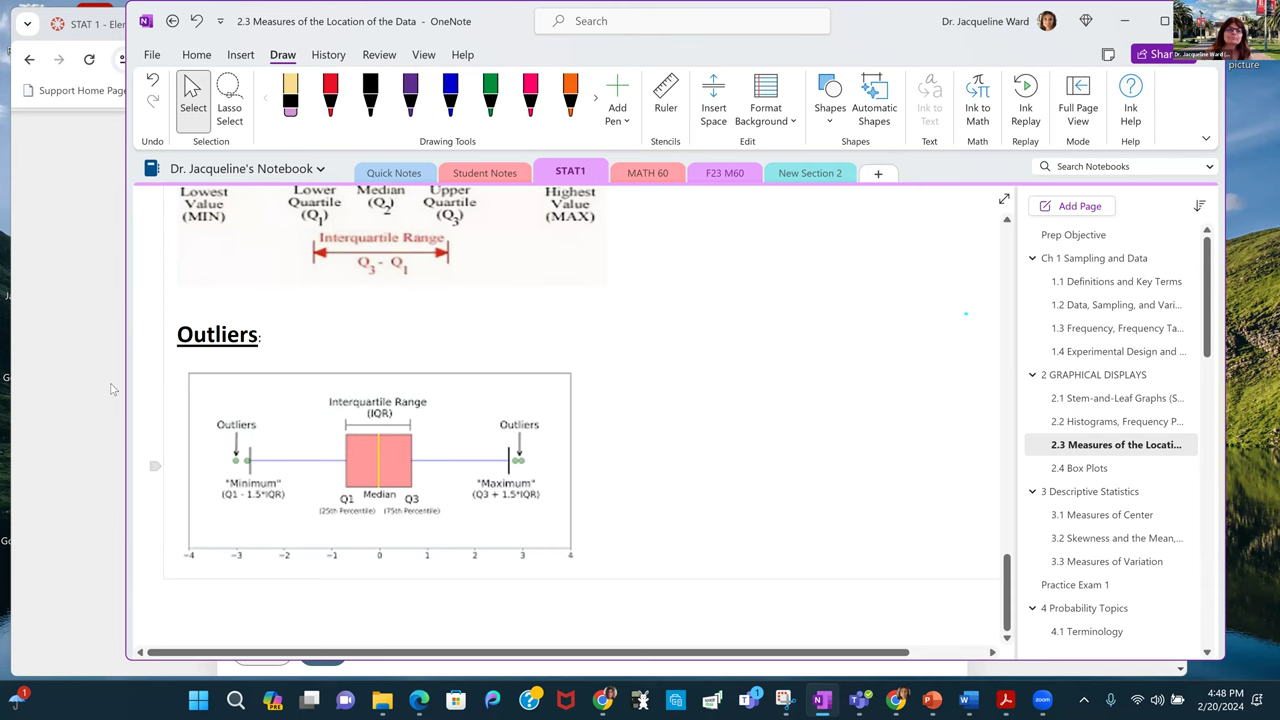 STAT 1 - Elen
2.3 Measures of the Location of the Data - OneNote
Search
Dr. Jacqueline Ward
File Home Insert Draw History Review View Help
Share
Dr. Jacqueline Ward
picture
Support Home Page
Select
Lasso
Select
Add
Pen
Ruler
Insert
Space
Format
Background
Shapes
Automatic
Shapes
Ink
to Text
Ink to
Math
Ink
Replay
Full Page
View
Ink
Help
Undo Selection Drawing Tools Stencils Edit Shapes Text Math Replay Mode Help
Dr. Jacqueline's Notebook
Quick Notes Student Notes STAT1 MATH 60 F23 M60 New Section 2 +
Search Notebooks
Lowest
Value
(MIN)
Lower
Quartile
(Q1)
Median
(Q2)
Upper
Quartile
(Q3)
Highest
Value
(MAX)
Interquartile Range
Q3 - Q1
Outliers:
Interquartile Range
(IQR)
Outliers
Outliers
"Minimum"
(Q1 - 1.5*IQR)
"Maximum"
(Q3 + 1.5*IQR)
Q1 Median Q3
(25th Percentile) (75th Percentile)
-4 -3 -2 -1 0 1 2 3 4
Add Page
Prep Objective
Ch 1 Sampling and Data
1.1 Definitions and Key Terms
1.2 Data, Sampling, and Vari...
1.3 Frequency, Frequency Ta...
1.4 Experimental Design and ...
2 GRAPHICAL DISPLAYS
2.1 Stem-and-Leaf Graphs (S...
2.2 Histograms, Frequency P...
2.3 Measures of the Locati...
2.4 Box Plots
3 Descriptive Statistics
3.1 Measures of Center
3.2 Skewness and the Mean,...
3.3 Measures of Variation
Practice Exam 1
4 Probability Topics
4.1 Terminology
4:48 PM
2/20/2024